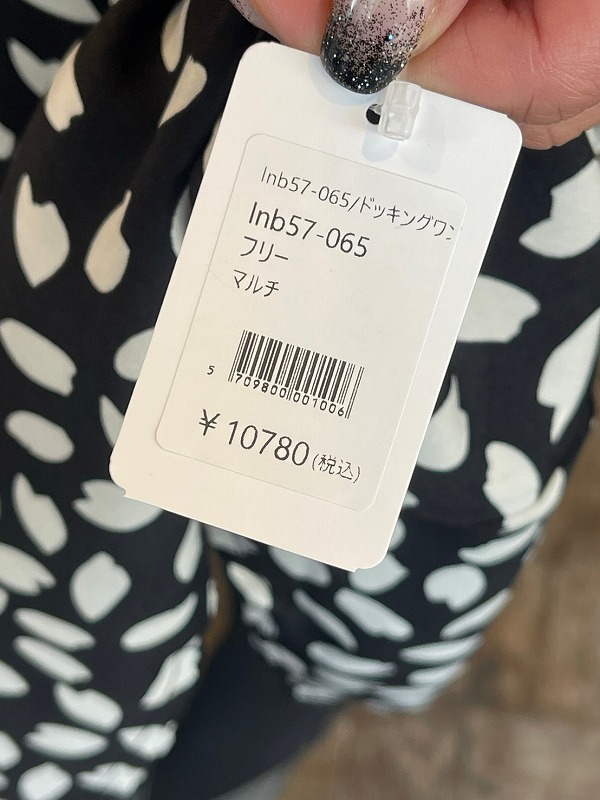 lnb57-065/ドッキングワン
lnb57-065
フリー
マルチ
5 709800 001006
¥10780(税込)